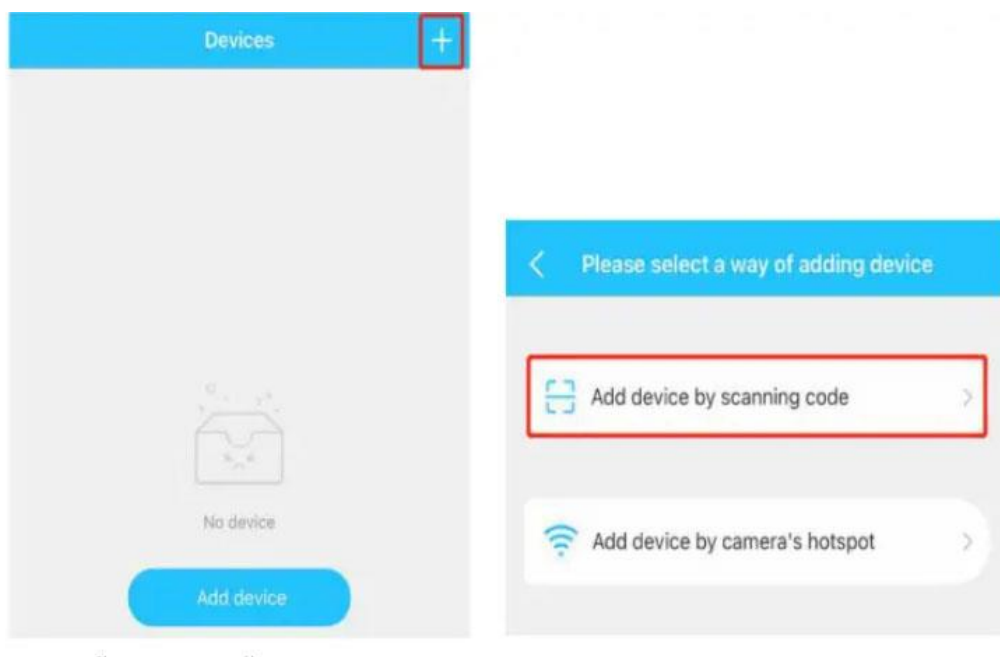 Devices
No device
Add device
Please select a way of adding device
Add device by scanning code
Add device by camera's hotspot